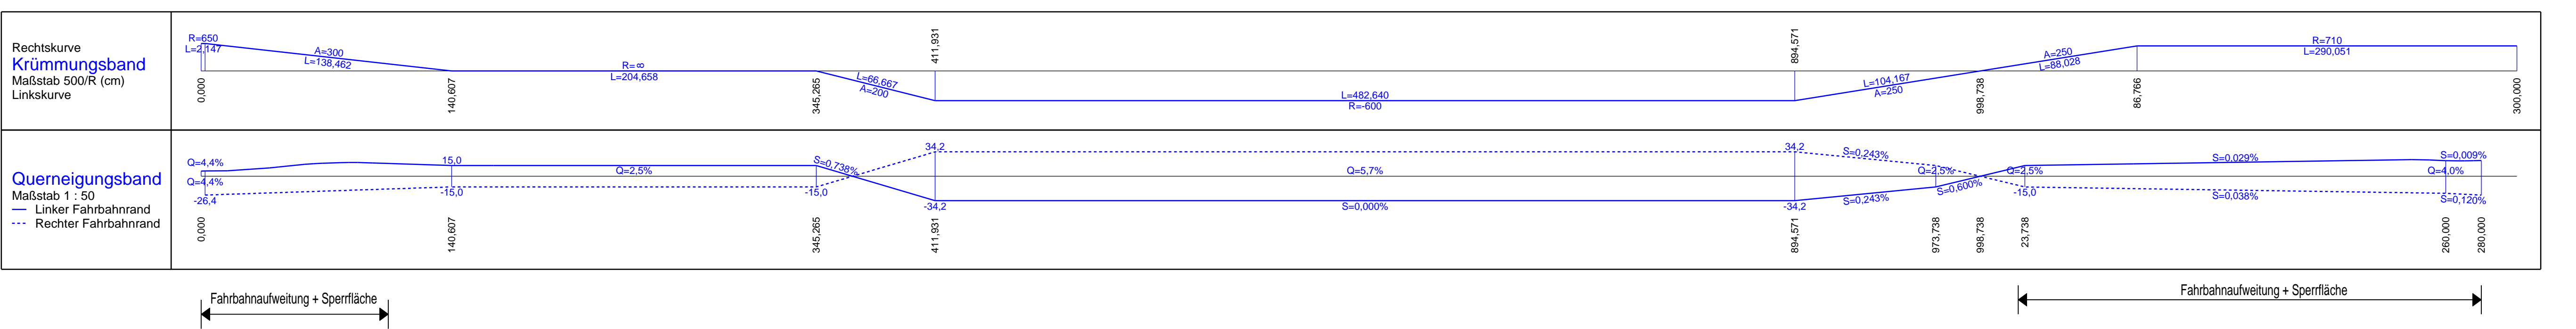 Rechtskurve
Krümmungsband
Maßstab 500/R (cm)
Linkskurve
R=650
L=2,147
A=300
L=138,462
R=∞
L=204,658
L=66,667
A=200
L=482,640
R=-600
L=104,167
A=250
A=250
L=88,028
R=710
L=290,051
0,000
140,607
345,265
411,931
894,571
998,738
86,766
300,000
Querneigungsband
Maßstab 1 : 50
Linker Fahrbahnrand
Rechter Fahrbahnrand
Q=4,4%
Q=4,4%
-26,4
15,0
-15,0
Q=2,5%
S=0,738%
-15,0
34,2
-34,2
Q=5,7%
S=0,000%
34,2
-34,2
S=0,243%
S=0,243%
Q=2,5%
S=0,600%
Q=2,5%
-15,0
S=0,029%
S=0,038%
S=0,009%
Q=4,0%
S=0,120%
0,000
140,607
345,265
411,931
894,571
973,738
998,738
23,738
260,000
280,000
Fahrbahnaufweitung + Sperrfläche
Fahrbahnaufweitung + Sperrfläche